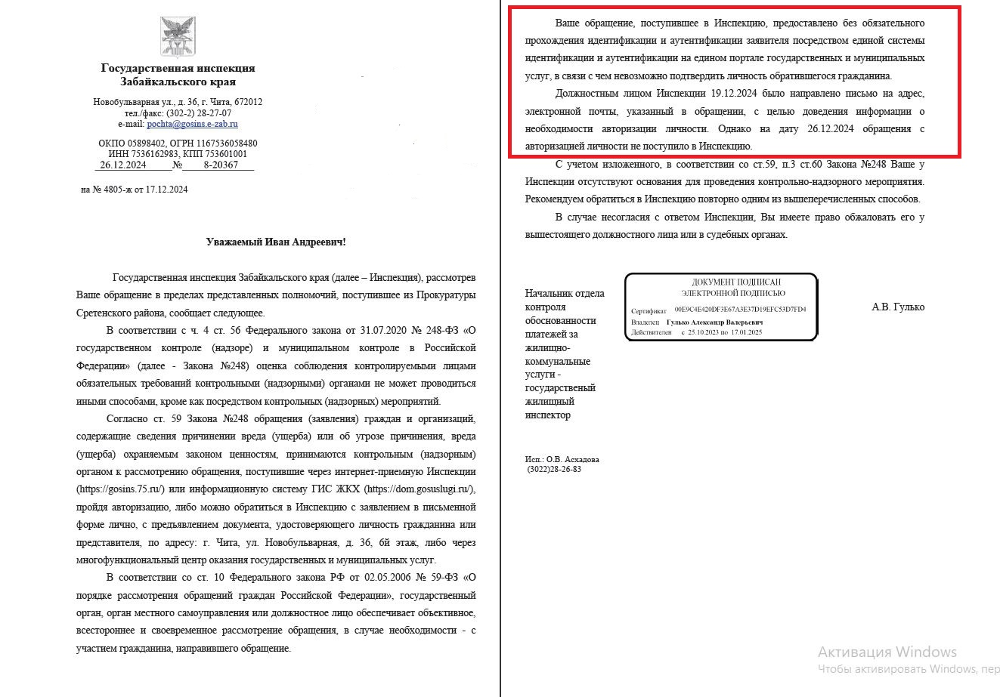 Государственная инспекция
Забайкальского края
Новобульварная ул., д. 36, г. Чита, 672012
тел./факс: (302-2) 28-27-07
e-mail: pochta@gosins.e-zab.ru
ОКПО 05898402, ОГРН 1167536058480
ИНН 7536162983, КПП 753601001
26.12.2024 № 8-20367
на № 4805-ж от 17.12.2024
Уважаемый Иван Андреевич!
Государственная инспекция Забайкальского края (далее – Инспекция), рассмотрев
Ваше обращение в пределах представленных полномочий, поступившее из Прокуратуры
Сретенского района, сообщает следующее.
В соответствии с ч. 4 ст. 56 Федерального закона от 31.07.2020 № 248-ФЗ «О
государственном контроле (надзоре) и муниципальном контроле в Российской
Федерации» (далее - Закона №248) оценка соблюдения контролируемыми лицами
обязательных требований контрольными (надзорными) органами не может проводиться
иными способами, кроме как посредством контрольных (надзорных) мероприятий.
Согласно ст. 59 Закона №248 обращения (заявления) граждан и организаций,
содержащие сведения причинении вреда (ущерба) или об угрозе причинения, вреда
(ущерба) охраняемым законом ценностям, принимаются контрольным (надзорным)
органом к рассмотрению обращения, поступившие через интернет-приемную Инспекции
(https://gosins.75.ru/) или информационную систему ГИС ЖКХ (https://dom.gosuslugi.ru/),
пройдя авторизацию, либо можно обратиться в Инспекцию с заявлением в письменной
форме лично, с предъявлением документа, удостоверяющего личность гражданина или
представителя, по адресу: г. Чита, ул. Новобульварная, д. 36, 6й этаж, либо через
многофункциональный центр оказания государственных и муниципальных услуг.
В соответствии со ст. 10 Федерального закона РФ от 02.05.2006 № 59-ФЗ «О
порядке рассмотрения обращений граждан Российской Федерации», государственный
орган, орган местного самоуправления или должностное лицо обеспечивает объективное,
всестороннее и своевременное рассмотрение обращения, в случае необходимости - с
участием гражданина, направившего обращение.
Ваше обращение, поступившее в Инспекцию, предоставлено без обязательного
прохождения идентификации и аутентификации заявителя посредством единой системы
идентификации и аутентификации на едином портале государственных и муниципальных
услуг, в связи с чем невозможно подтвердить личность обратившегося гражданина.
Должностным лицом Инспекции 19.12.2024 было направлено письмо на адрес,
электронной почты, указанный в обращении, с целью доведения информации о
необходимости авторизации личности. Однако на дату 26.12.2024 обращения с
авторизацией личности не поступило в Инспекцию.
С учетом изложенного, в соответствии со ст.59, п.3 ст.60 Закона №248 Ваше у
Инспекции отсутствуют основания для проведения контрольно-надзорного мероприятия.
Рекомендуем обратиться в Инспекцию повторно одним из вышеперечисленных способов.
В случае несогласия с ответом Инспекции, Вы имеете право обжаловать его у
вышестоящего должностного лица или в судебных органах.
Начальник отдела
контроля
обоснованности
платежей за
жилищно-
коммунальные
услуги -
государственый
жилищный
инспектор
ДОКУМЕНТ ПОДПИСАН
ЭЛЕКТРОННОЙ ПОДПИСЬЮ
Сертификат 00E9C4E420DF3E67A3E37D19EFC53D7FD4
Владелец Гулько Александр Валерьевич
Действителен с 25.10.2023 по 17.01.2025
А.В. Гулько
Исп.: О.В. Асхадова
(3022)28-26-83
Активация Windows
Чтобы активировать Windows, пер